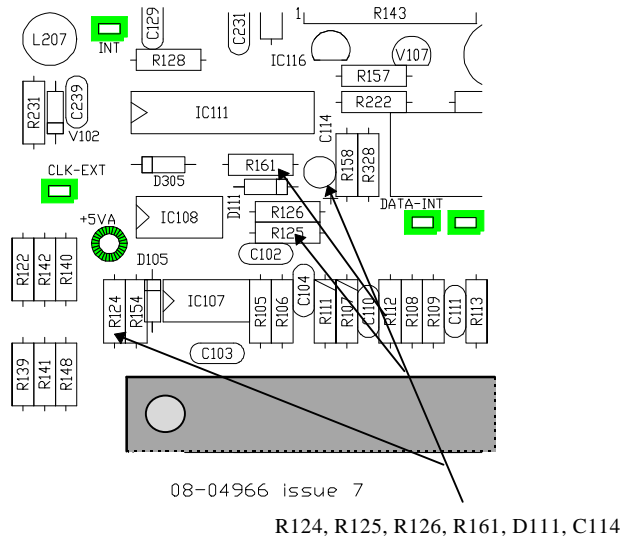 C129
C231
1 R143
L207
INT
R128
IC116
V107
R157
R231
C239
IC111
R222
V102
C114
CLK-EXT
D305
R161
R158
R328
D111
DATA-INT
+5VA
IC108
R126
R125
C102
R122
R142
R140
D105
R124
R154
IC107
R105
R106
C104
R111
R107
C110
R112
R108
R109
C111
R113
C103
R139
R141
R148
08-04966 issue 7
R124, R125, R126, R161, D111, C114